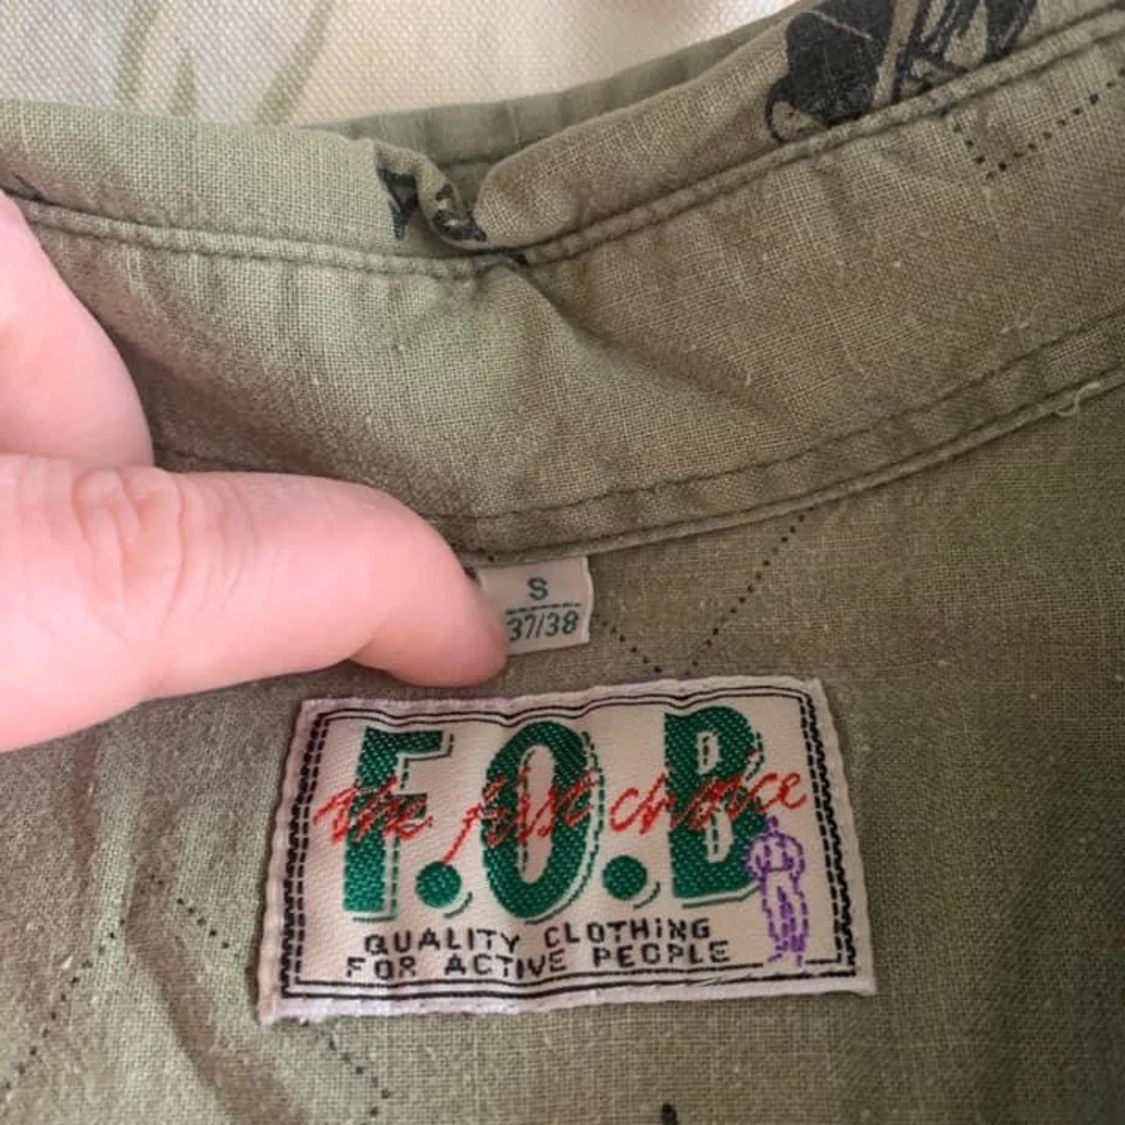 S
37/38
F.O.B
the first choice
QUALITY CLOTHING
FOR ACTIVE PEOPLE